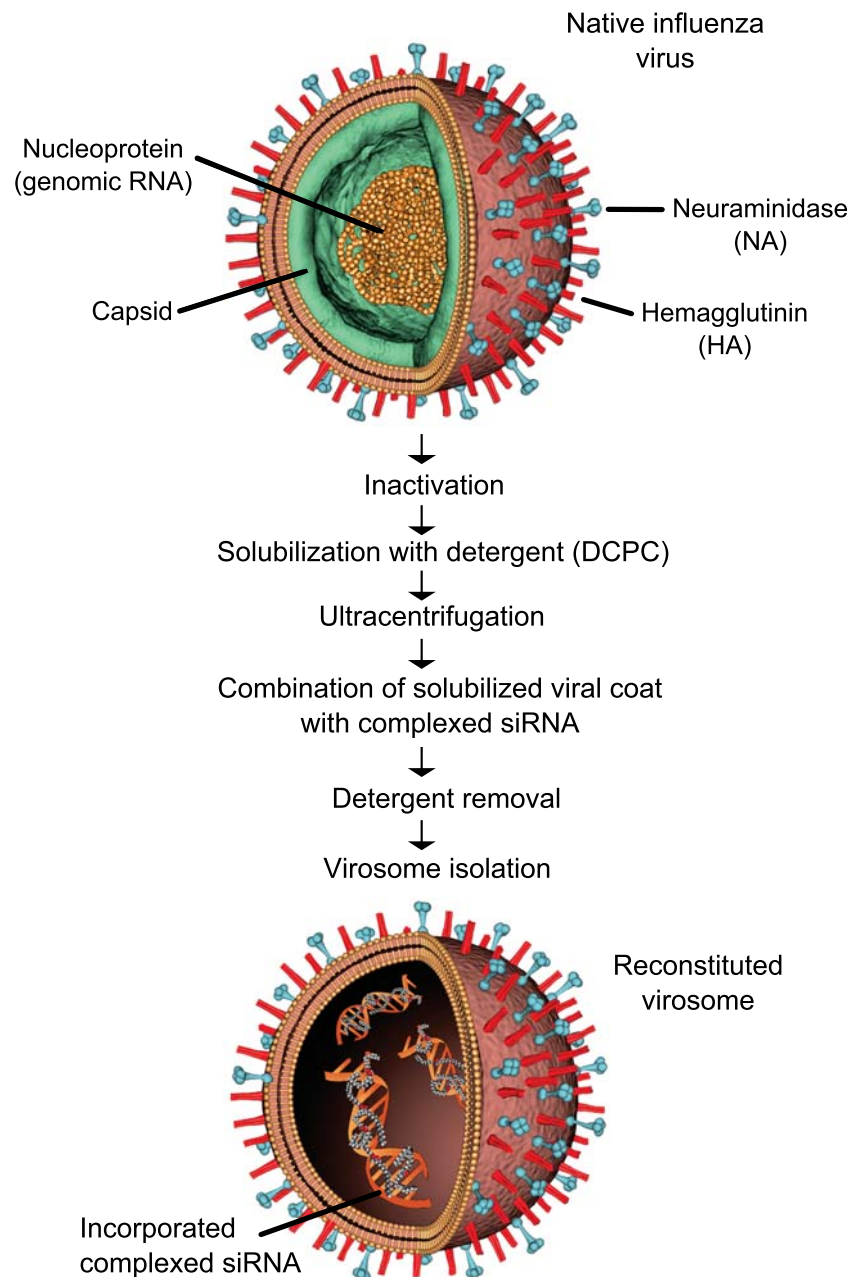 Native influenza
virus
Nucleoprotein
(genomic RNA)
Neuraminidase
(NA)
Capsid
Hemagglutinin
(HA)
Inactivation
Solubilization with detergent (DCPC)
Ultracentrifugation
Combination of solubilized viral coat
with complexed siRNA
Detergent removal
Virosome isolation
Reconstituted
virosome
Incorporated
complexed siRNA